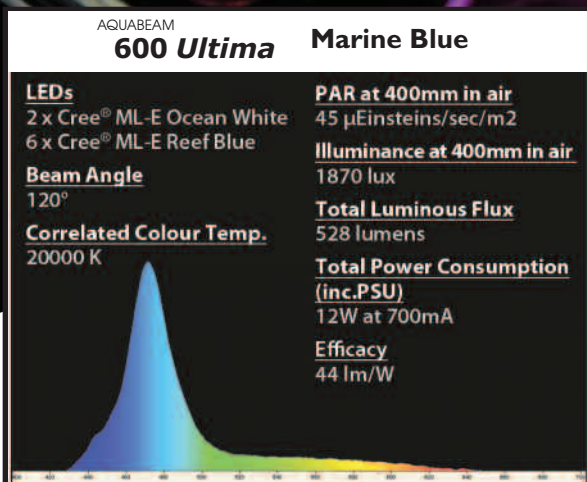 AQUABEAM
600 Ultima
Marine Blue
LEDs
2 x Cree® ML-E Ocean White
6 x Cree® ML-E Reef Blue
Beam Angle
120°
Correlated Colour Temp.
20000 K
PAR at 400mm in air
45 µEinsteins/sec/m2
Illuminance at 400mm in air
1870 lux
Total Luminous Flux
528 lumens
Total Power Consumption
(inc.PSU)
12W at 700mA
Efficacy
44 lm/W